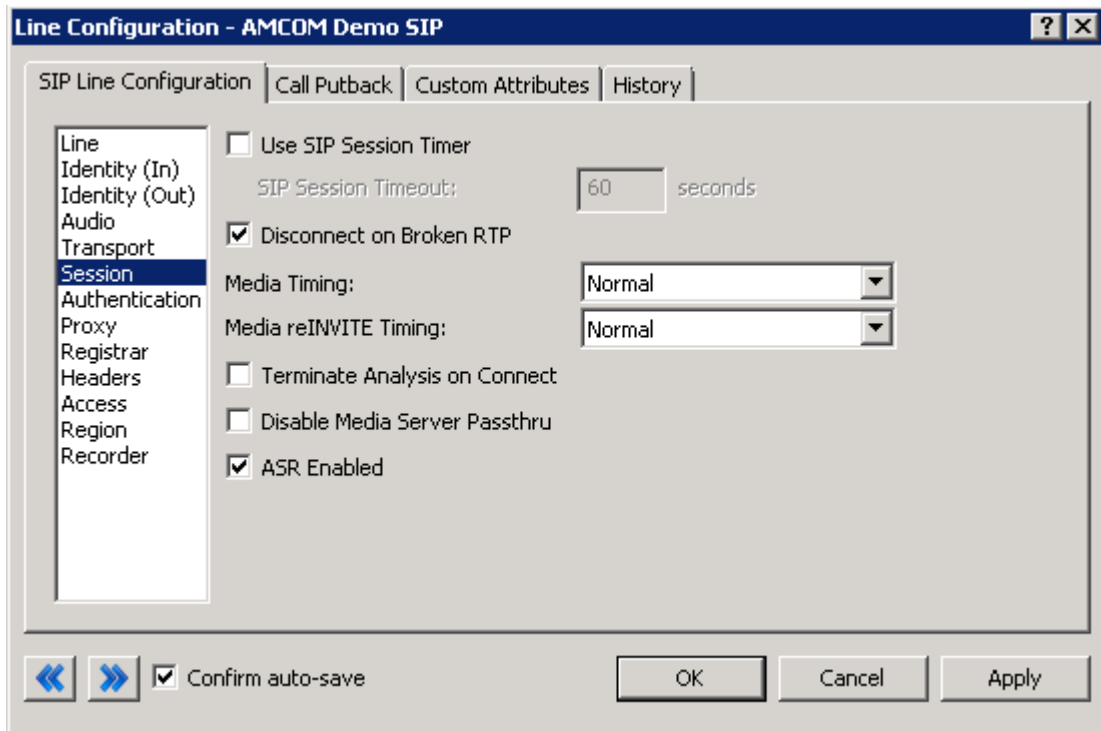 Line Configuration - AMCOM Demo SIP
SIP Line Configuration
Call Putback
Custom Attributes
History
Line
Identity (In)
Identity (Out)
Audio
Transport
Session
Authentication
Proxy
Registrar
Headers
Access
Region
Recorder
Use SIP Session Timer
SIP Session Timeout: 60 seconds
Disconnect on Broken RTP
Media Timing: Normal
Media reINVITE Timing: Normal
Terminate Analysis on Connect
Disable Media Server Passthru
ASR Enabled
Confirm auto-save
OK
Cancel
Apply